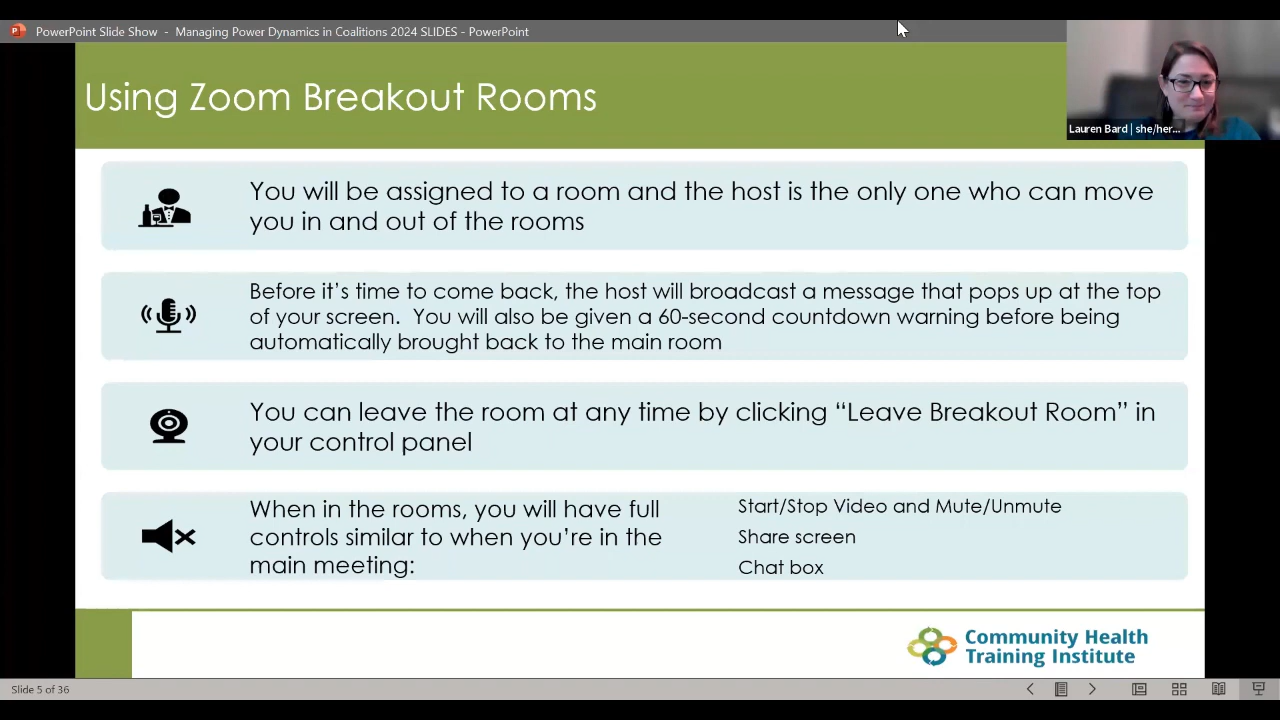 PowerPoint Slide Show - Managing Power Dynamics in Coalitions 2024 SLIDES - PowerPoint
Using Zoom Breakout Rooms
Lauren Bard | she/her...
You will be assigned to a room and the host is the only one who can move
you in and out of the rooms
Before it’s time to come back, the host will broadcast a message that pops up at the top
of your screen. You will also be given a 60-second countdown warning before being
automatically brought back to the main room
You can leave the room at any time by clicking “Leave Breakout Room” in
your control panel
When in the rooms, you will have full
controls similar to when you’re in the
main meeting:
Start/Stop Video and Mute/Unmute
Share screen
Chat box
Community Health
Training Institute
Slide 5 of 36